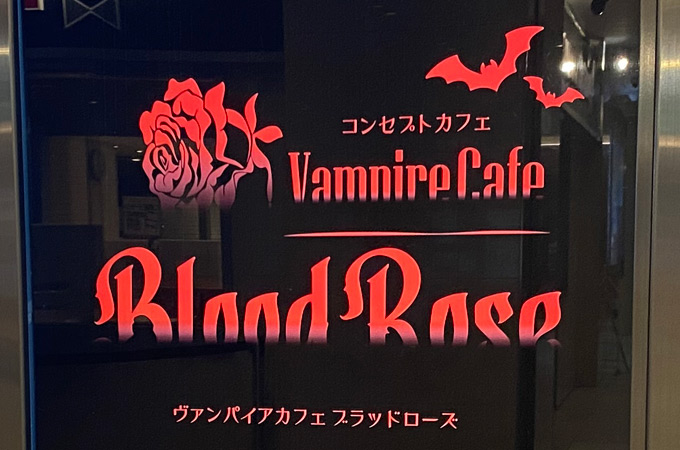 コンセプトカフェ
Vampire Cafe
Blood Rose
ヴァンパイアカフェ ブラッドローズ